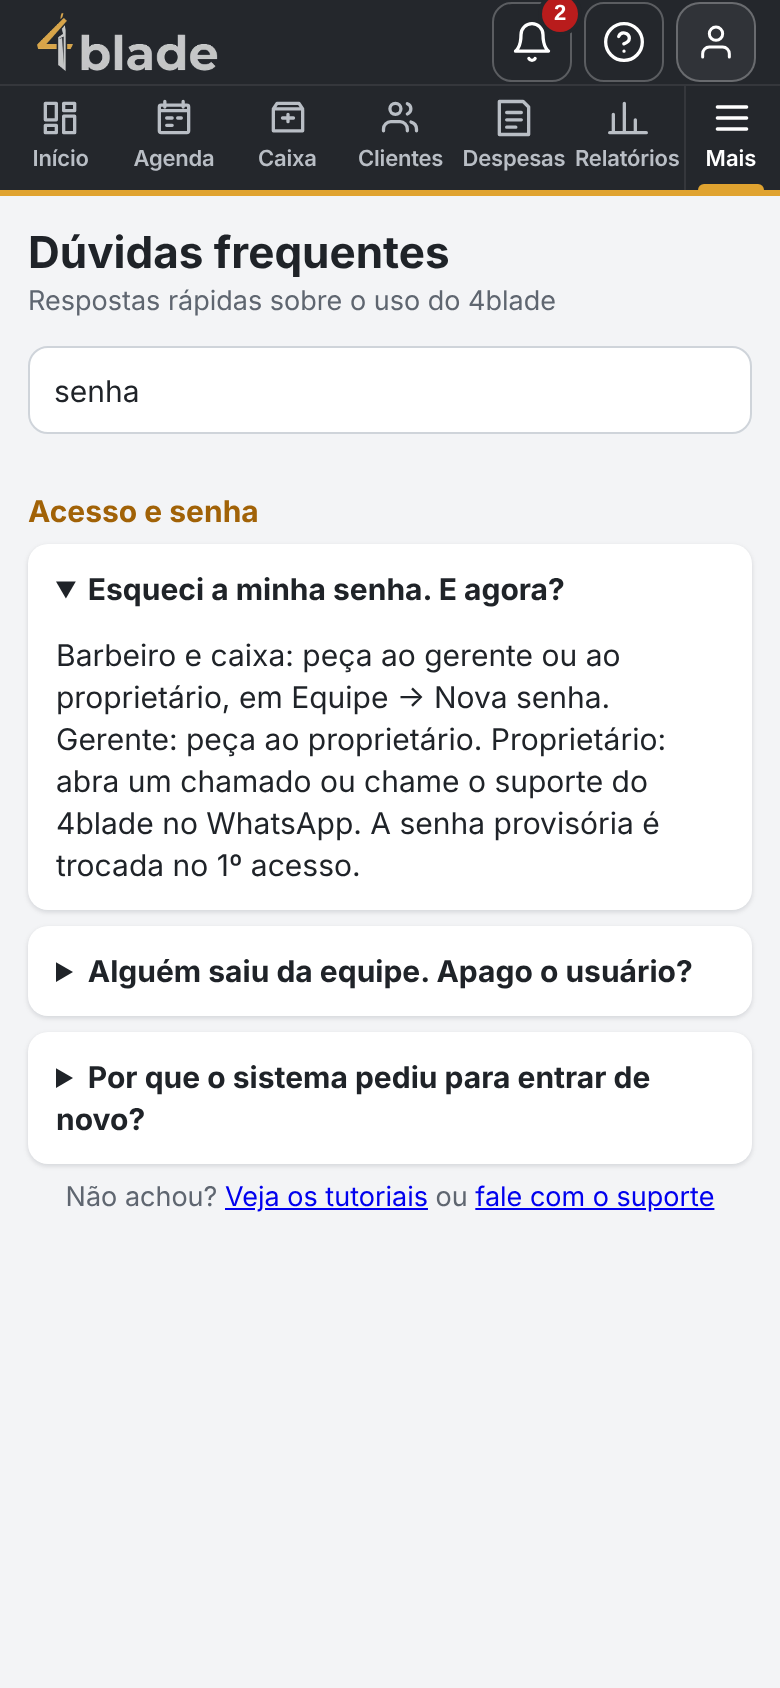 4blade
2
Início
Agenda
Caixa
Clientes
Despesas
Relatórios
Mais
Dúvidas frequentes
Respostas rápidas sobre o uso do 4blade
senha
Acesso e senha
▼ Esqueci a minha senha. E agora?
Barbeiro e caixa: peça ao gerente ou ao
proprietário, em Equipe → Nova senha.
Gerente: peça ao proprietário. Proprietário:
abra um chamado ou chame o suporte do
4blade no WhatsApp. A senha provisória é
trocada no 1º acesso.
▶ Alguém saiu da equipe. Apago o usuário?
▶ Por que o sistema pediu para entrar de
novo?
Não achou? Veja os tutoriais ou fale com o suporte